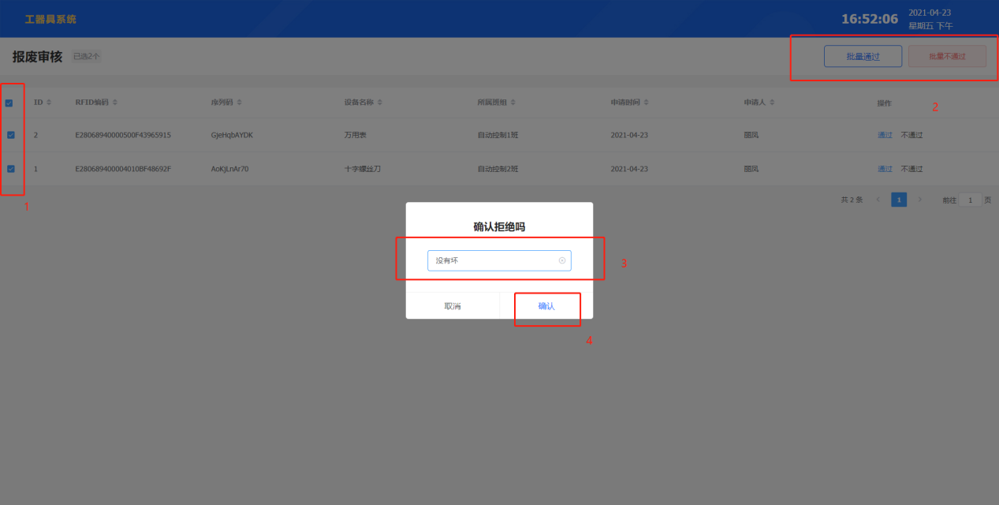 工器具系统
16:52:06
2021-04-23
星期五 下午
报废审核
已选2个
批量通过
批量不通过
ID
RFID编码
序列码
设备名称
所属班组
申请时间
申请人
操作
2
2
E28068940000500F43965915
GjeHqbAYDK
万用表
自动控制1班
2021-04-23
丽凤
通过
不通过
1
E280689400004010BF48692F
AoKjLnAr70
十字螺丝刀
自动控制2班
2021-04-23
丽凤
通过
不通过
共 2 条
1
前往
1
页
1
确认拒绝吗
没有坏
3
取消
确认
4